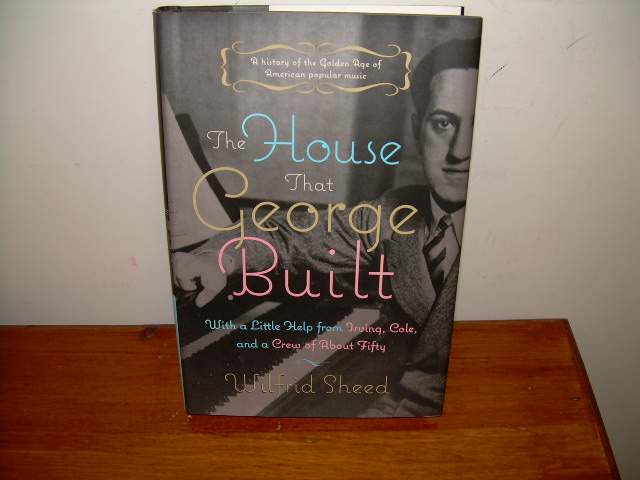 A history of the Golden Age of
American popular music
The House
That
George
Built
With a Little Help from Irving, Cole,
and a Crew of About Fifty
Wilfrid Sheed